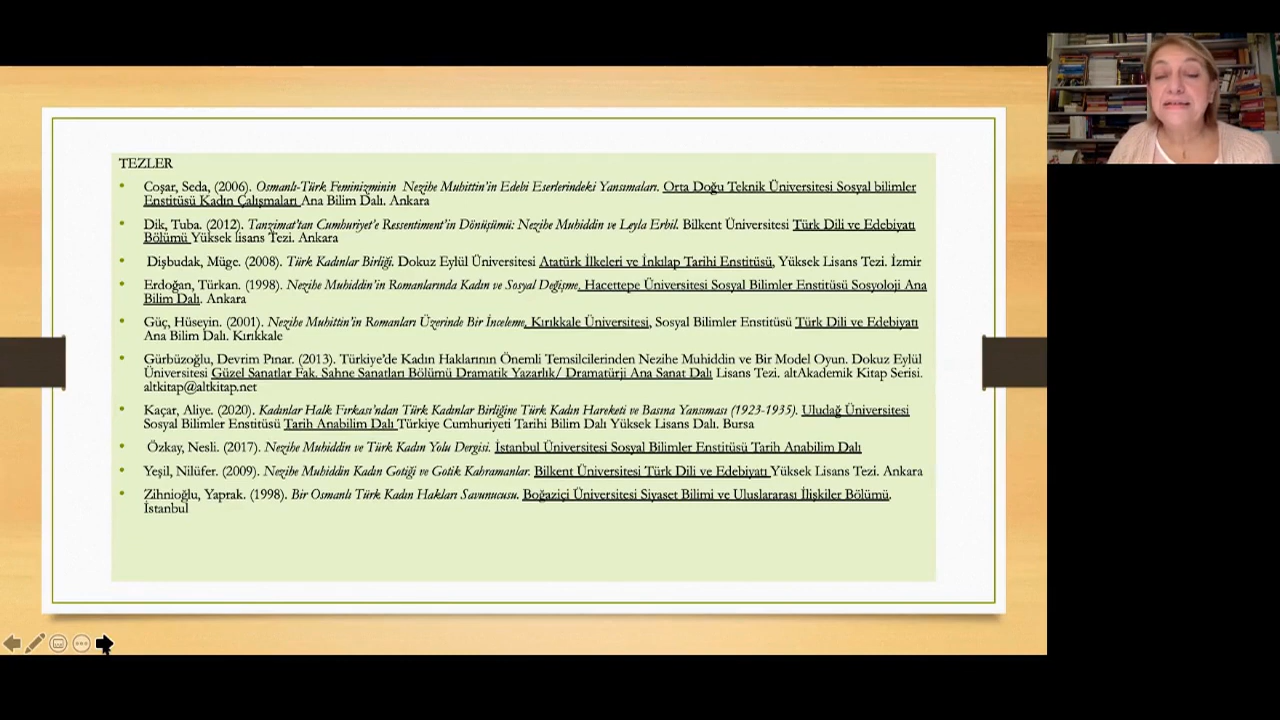 TEZLER
• Coşar, Seda, (2006). Osmanlı-Türk Feminizminin Nezihe Muhittin'in Edebi Eserlerindeki Yansımaları. Orta Doğu Teknik Üniversitesi Sosyal bilimler
Enstitüsü Kadın Çalışmaları Ana Bilim Dalı. Ankara
• Dik, Tuba. (2012). Tanzimat'tan Cumhuriyet'e Ressentiment'in Dönüşümü: Nezihe Muhiddin ve Leyla Erbil. Bilkent Üniversitesi Türk Dili ve Edebiyatı
Bölümü Yüksek lisans Tezi. Ankara
• Dişbudak, Müge. (2008). Türk Kadınlar Birliği. Dokuz Eylül Üniversitesi Atatürk İlkeleri ve İnkılap Tarihi Enstitüsü, Yüksek Lisans Tezi. İzmir
• Erdoğan, Türkan. (1998). Nezihe Muhiddin'in Romanlarında Kadın ve Sosyal Değişme. Hacettepe Üniversitesi Sosyal Bilimler Enstitüsü Sosyoloji Ana
Bilim Dalı. Ankara
• Güç, Hüseyin. (2001). Nezihe Muhittin'in Romanları Üzerinde Bir İnceleme, Kırıkkale Üniversitesi, Sosyal Bilimler Enstitüsü Türk Dili ve Edebiyatı
Ana Bilim Dalı. Kırıkkale
• Gürbüzoğlu, Devrim Pınar. (2013). Türkiye'de Kadın Haklarının Önemli Temsilcilerinden Nezihe Muhiddin ve Bir Model Oyun. Dokuz Eylül
Üniversitesi Güzel Sanatlar Fak. Sahne Sanatları Bölümü Dramatik Yazarlık/ Dramatürji Ana Sanat Dalı Lisans Tezi. altAkademik Kitap Serisi.
altkitap@altkitap.net
• Kaçar, Aliye. (2020). Kadınlar Halk Fırkası'ndan Türk Kadınlar Birliğine Türk Kadın Hareketi ve Basına Yansıması (1923-1935). Uludağ Üniversitesi
Sosyal Bilimler Enstitüsü Tarih Anabilim Dalı Türkiye Cumhuriyeti Tarihi Bilim Dalı Yüksek Lisans Dalı. Bursa
• Özkay, Nesli. (2017). Nezihe Muhiddin ve Türk Kadın Yolu Dergisi. İstanbul Üniversitesi Sosyal Bilimler Enstitüsü Tarih Anabilim Dalı
• Yeşil, Nilüfer. (2009). Nezihe Muhiddin Kadın Gotiği ve Gotik Kahramanlar. Bilkent Üniversitesi Türk Dili ve Edebiyatı Yüksek Lisans Tezi. Ankara
• Zihnioğlu, Yaprak. (1998). Bir Osmanlı Türk Kadın Hakları Savunucusu. Boğaziçi Üniversitesi Siyaset Bilimi ve Uluslararası İlişkiler Bölümü.
İstanbul